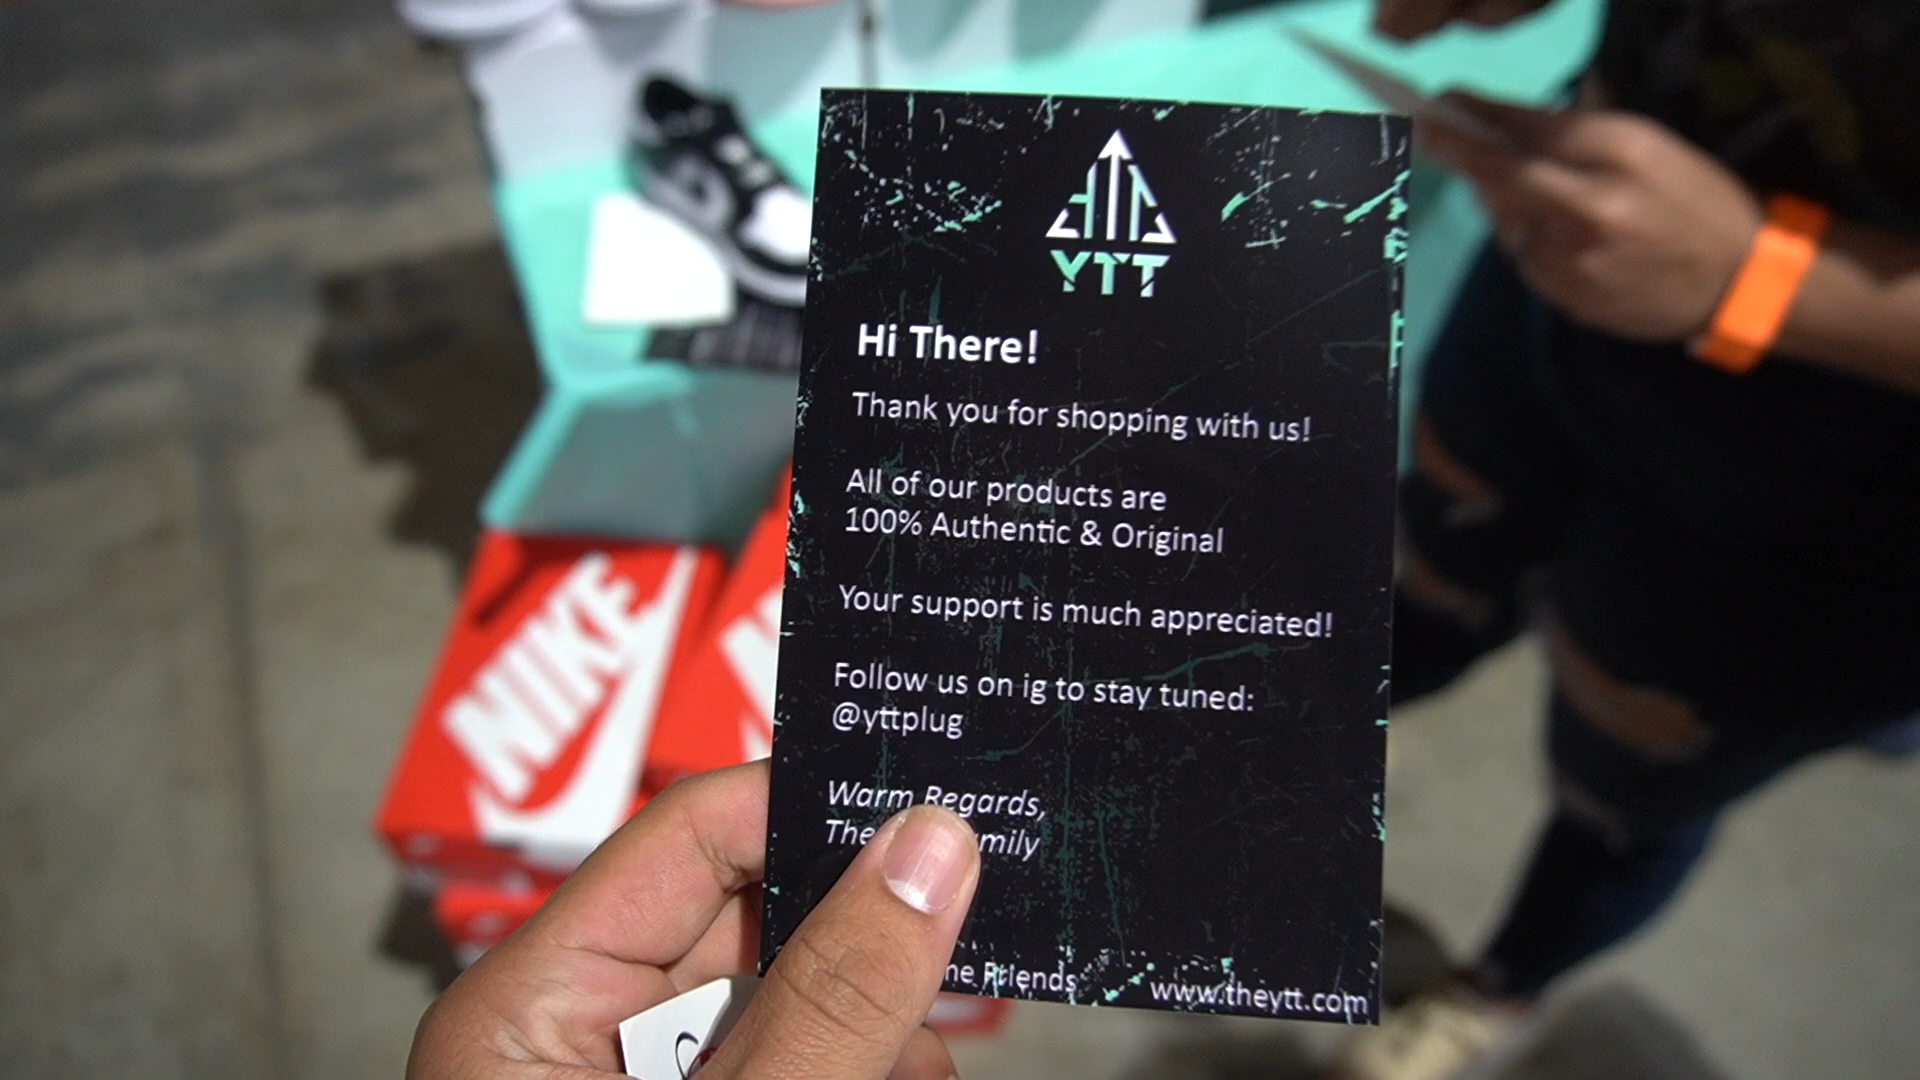 YTT
Hi There!
Thank you for shopping with us!
All of our products are
100% Authentic & Original
Your support is much appreciated!
Follow us on ig to stay tuned:
@yttplug
Warm Regards,
The
Friends
www.theytt.com
NIKE